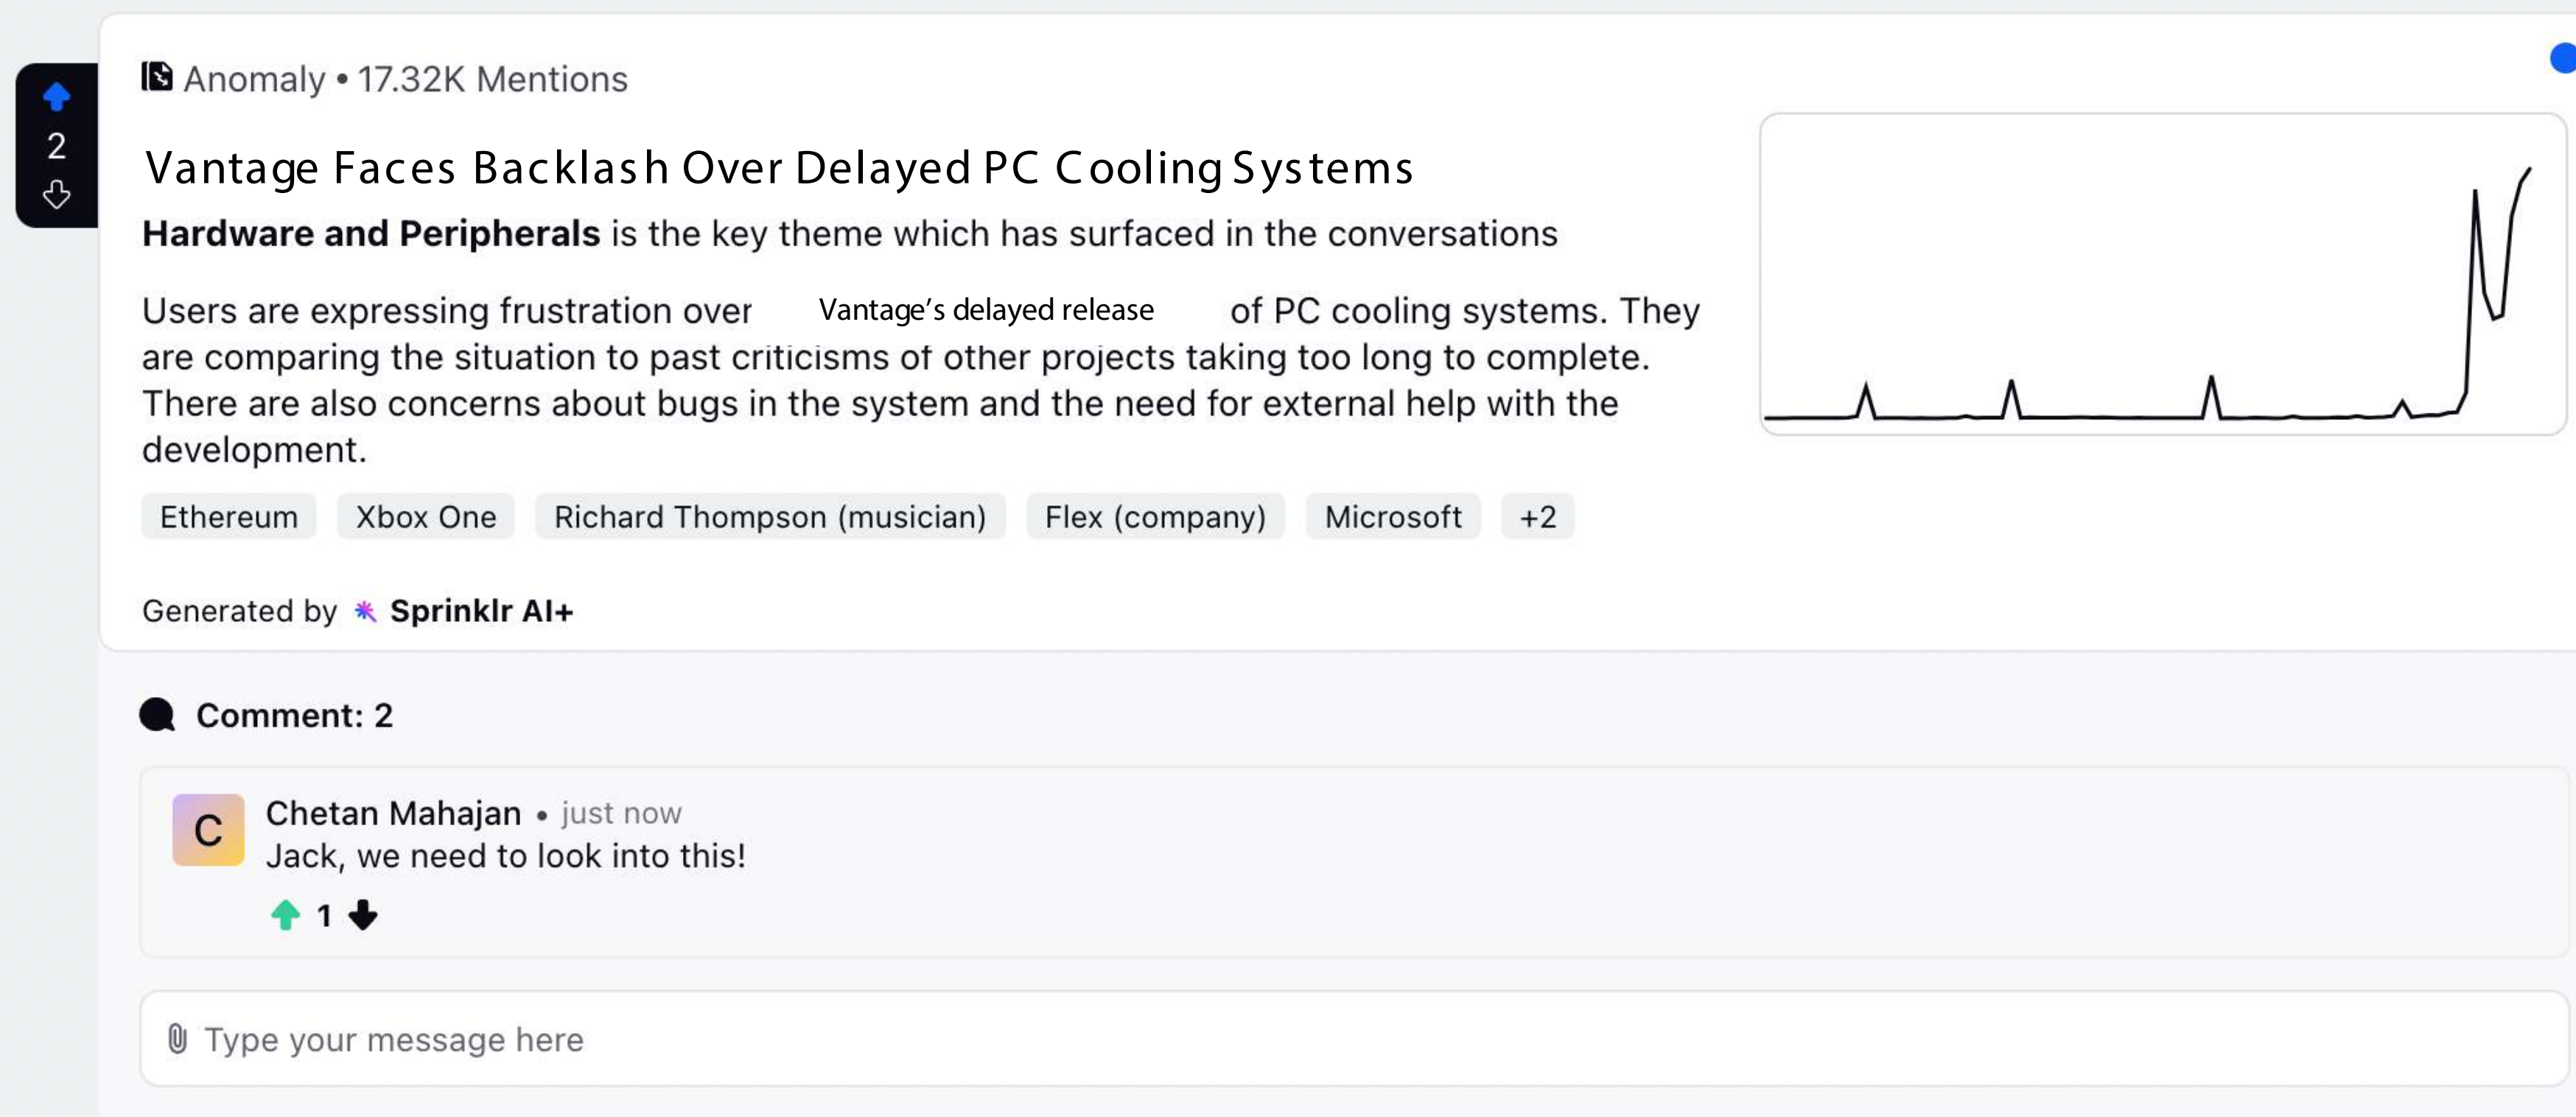 Anomaly • 17.32K Mentions
2
Vantage Faces Backlash Over Delayed PC Cooling Systems
Hardware and Peripherals is the key theme which has surfaced in the conversations
Users are expressing frustration over Vantage’s delayed release of PC cooling systems. They
are comparing the situation to past criticisms of other projects taking too long to complete.
There are also concerns about bugs in the system and the need for external help with the
development.
Ethereum Xbox One Richard Thompson (musician) Flex (company) Microsoft +2
Generated by Sprinklr AI+
Comment: 2
C
Chetan Mahajan • just now
Jack, we need to look into this!
1
Type your message here